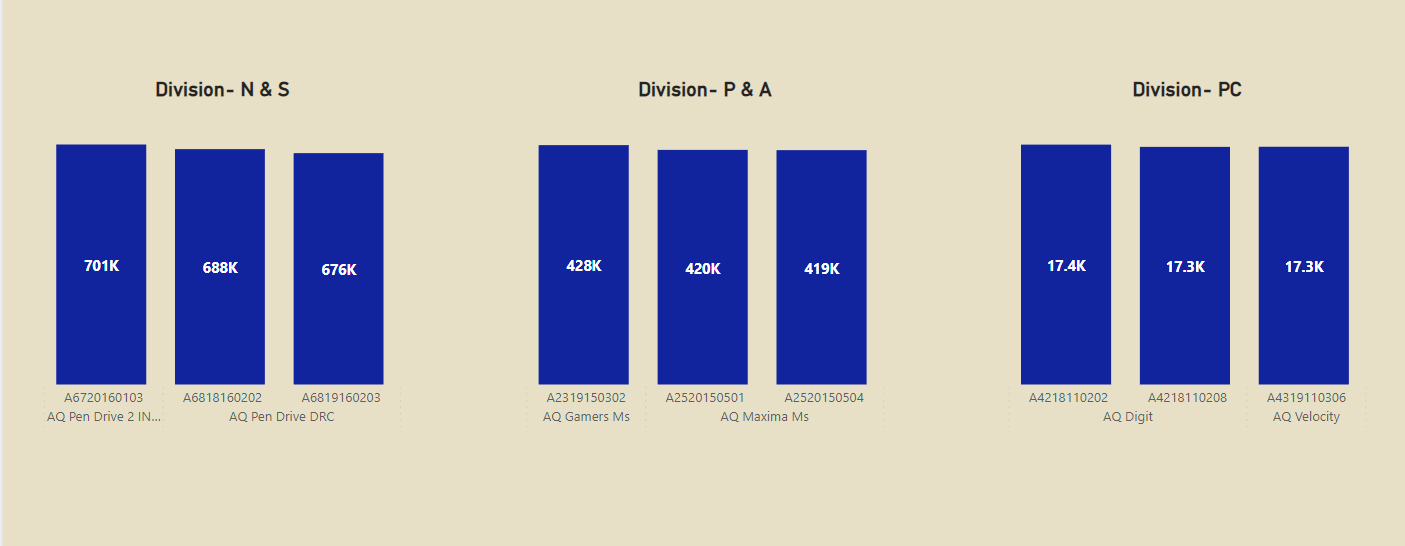 Division- N & S
701K
688K
676K
A6720160103
A6818160202
A6819160203
AQ Pen Drive 2 IN...
AQ Pen Drive DRC
Division- P & A
428K
420K
419K
A2319150302
A2520150501
A2520150504
AQ Gamers Ms
AQ Maxima Ms
Division- PC
17.4K
17.3K
17.3K
A4218110202
A4218110208
A4319110306
AQ Digit
AQ Velocity